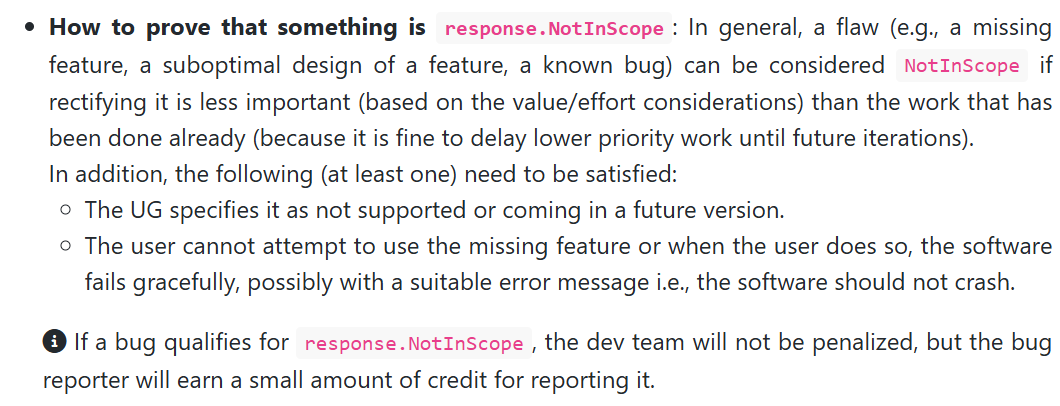 How to prove that something is response.NotInScope: In general, a flaw (e.g., a missing
feature, a suboptimal design of a feature, a known bug) can be considered NotInScope if
rectifying it is less important (based on the value/effort considerations) than the work that has
been done already (because it is fine to delay lower priority work until future iterations).
In addition, the following (at least one) need to be satisfied:
The UG specifies it as not supported or coming in a future version.
The user cannot attempt to use the missing feature or when the user does so, the software
fails gracefully, possibly with a suitable error message i.e., the software should not crash.
If a bug qualifies for response.NotInScope, the dev team will not be penalized, but the bug
reporter will earn a small amount of credit for reporting it.